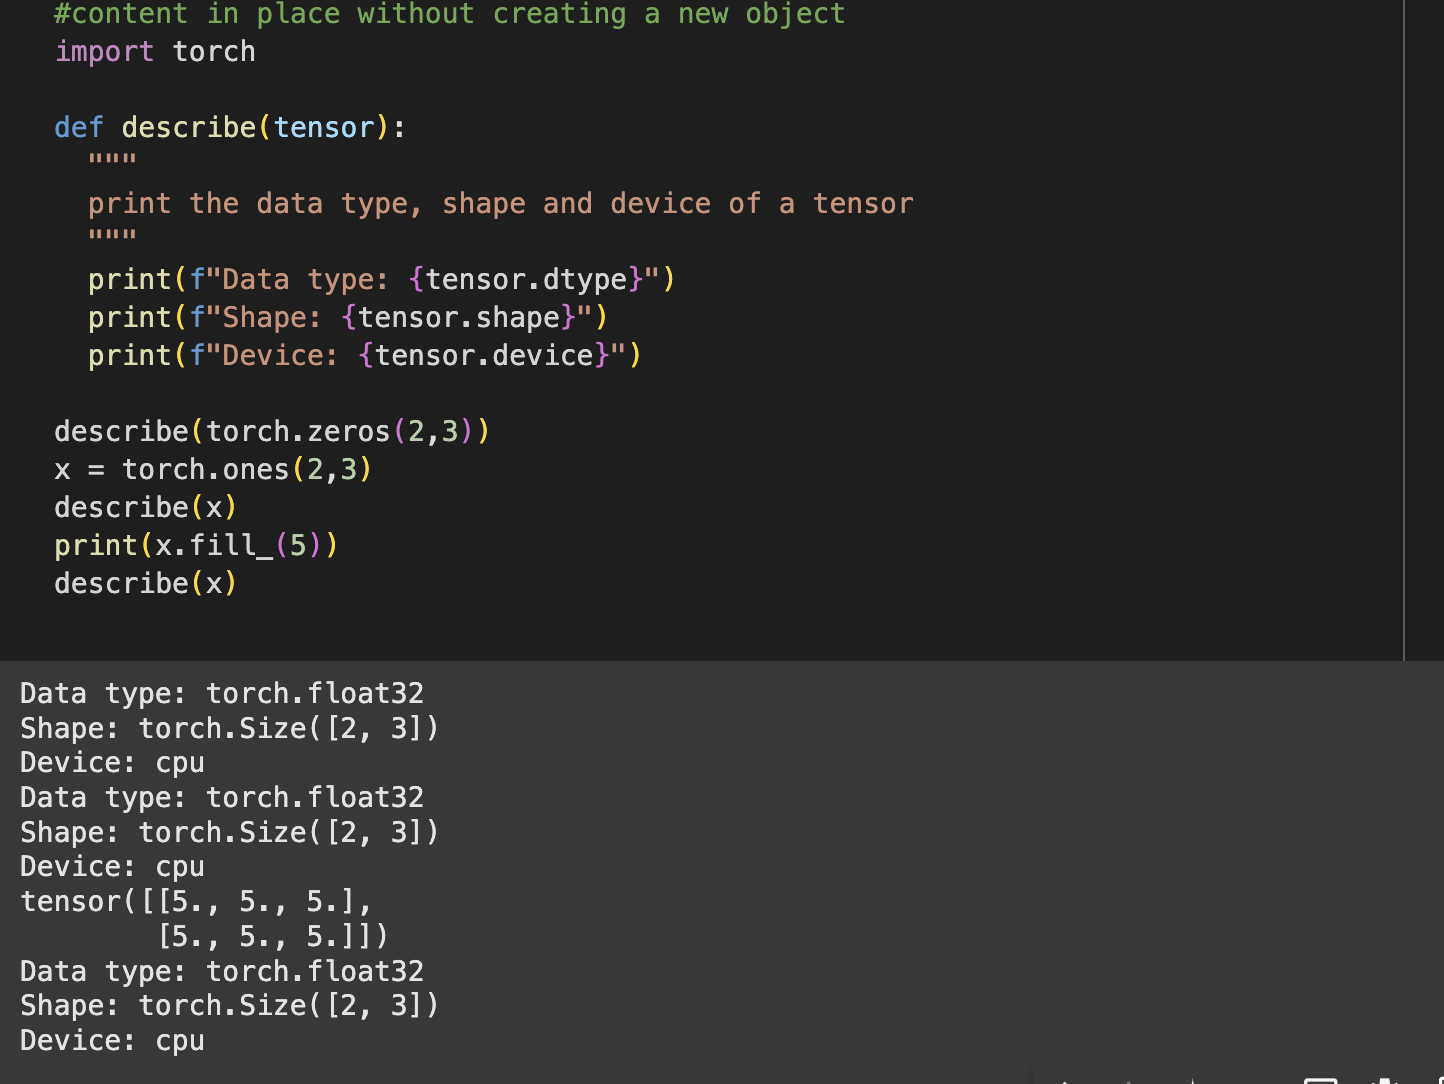 #content in place without creating a new object
import torch
def describe(tensor):
"""
print the data type, shape and device of a tensor
"""
print(f"Data type: {tensor.dtype}")
print(f"Shape: {tensor.shape}")
print(f"Device: {tensor.device}")
describe(torch.zeros(2,3))
x = torch.ones(2,3)
describe(x)
print(x.fill_(5))
describe(x)
Data type: torch.float32
Shape: torch.Size([2, 3])
Device: cpu
Data type: torch.float32
Shape: torch.Size([2, 3])
Device: cpu
tensor([[5., 5., 5.],
[5., 5., 5.]])
Data type: torch.float32
Shape: torch.Size([2, 3])
Device: cpu